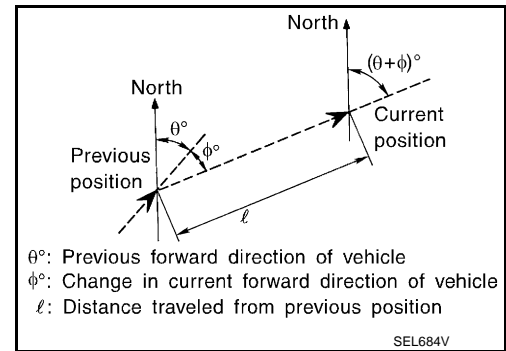 North
(θ+ϕ)°
North
θ°
ϕ°
Current
position
Previous
position
ℓ
θ°: Previous forward direction of vehicle
ϕ°: Change in current forward direction of vehicle
ℓ: Distance traveled from previous position
SEL684V